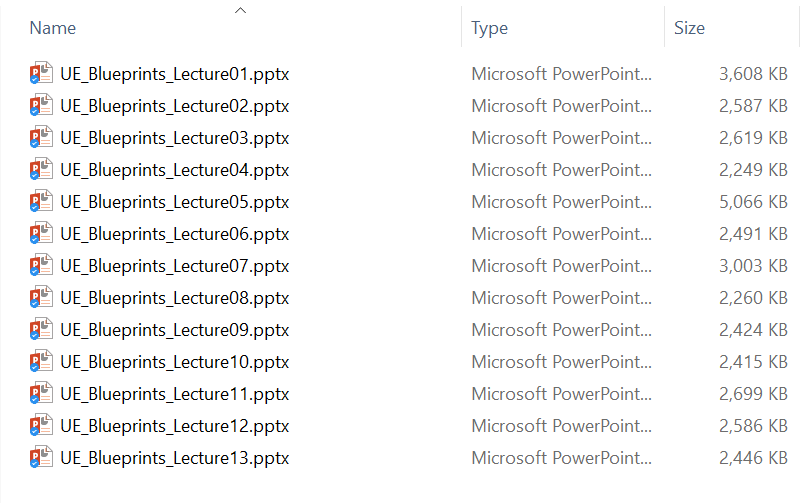 Name Type Size
UE_Blueprints_Lecture01.pptx Microsoft PowerPoint... 3,608 KB
UE_Blueprints_Lecture02.pptx Microsoft PowerPoint... 2,587 KB
UE_Blueprints_Lecture03.pptx Microsoft PowerPoint... 2,619 KB
UE_Blueprints_Lecture04.pptx Microsoft PowerPoint... 2,249 KB
UE_Blueprints_Lecture05.pptx Microsoft PowerPoint... 5,066 KB
UE_Blueprints_Lecture06.pptx Microsoft PowerPoint... 2,491 KB
UE_Blueprints_Lecture07.pptx Microsoft PowerPoint... 3,003 KB
UE_Blueprints_Lecture08.pptx Microsoft PowerPoint... 2,260 KB
UE_Blueprints_Lecture09.pptx Microsoft PowerPoint... 2,424 KB
UE_Blueprints_Lecture10.pptx Microsoft PowerPoint... 2,415 KB
UE_Blueprints_Lecture11.pptx Microsoft PowerPoint... 2,699 KB
UE_Blueprints_Lecture12.pptx Microsoft PowerPoint... 2,586 KB
UE_Blueprints_Lecture13.pptx Microsoft PowerPoint... 2,446 KB